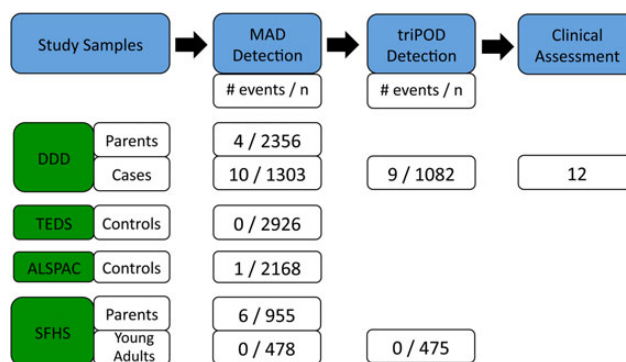 Study Samples
MAD
Detection
triPOD
Detection
Clinical
Assessment
# events / n
# events / n
DDD
Parents
4 / 2356
Cases
10 / 1303
9 / 1082
12
TEDS
Controls
0 / 2926
ALSPAC
Controls
1 / 2168
SFHS
Parents
6 / 955
Young
Adults
0 / 478
0 / 475